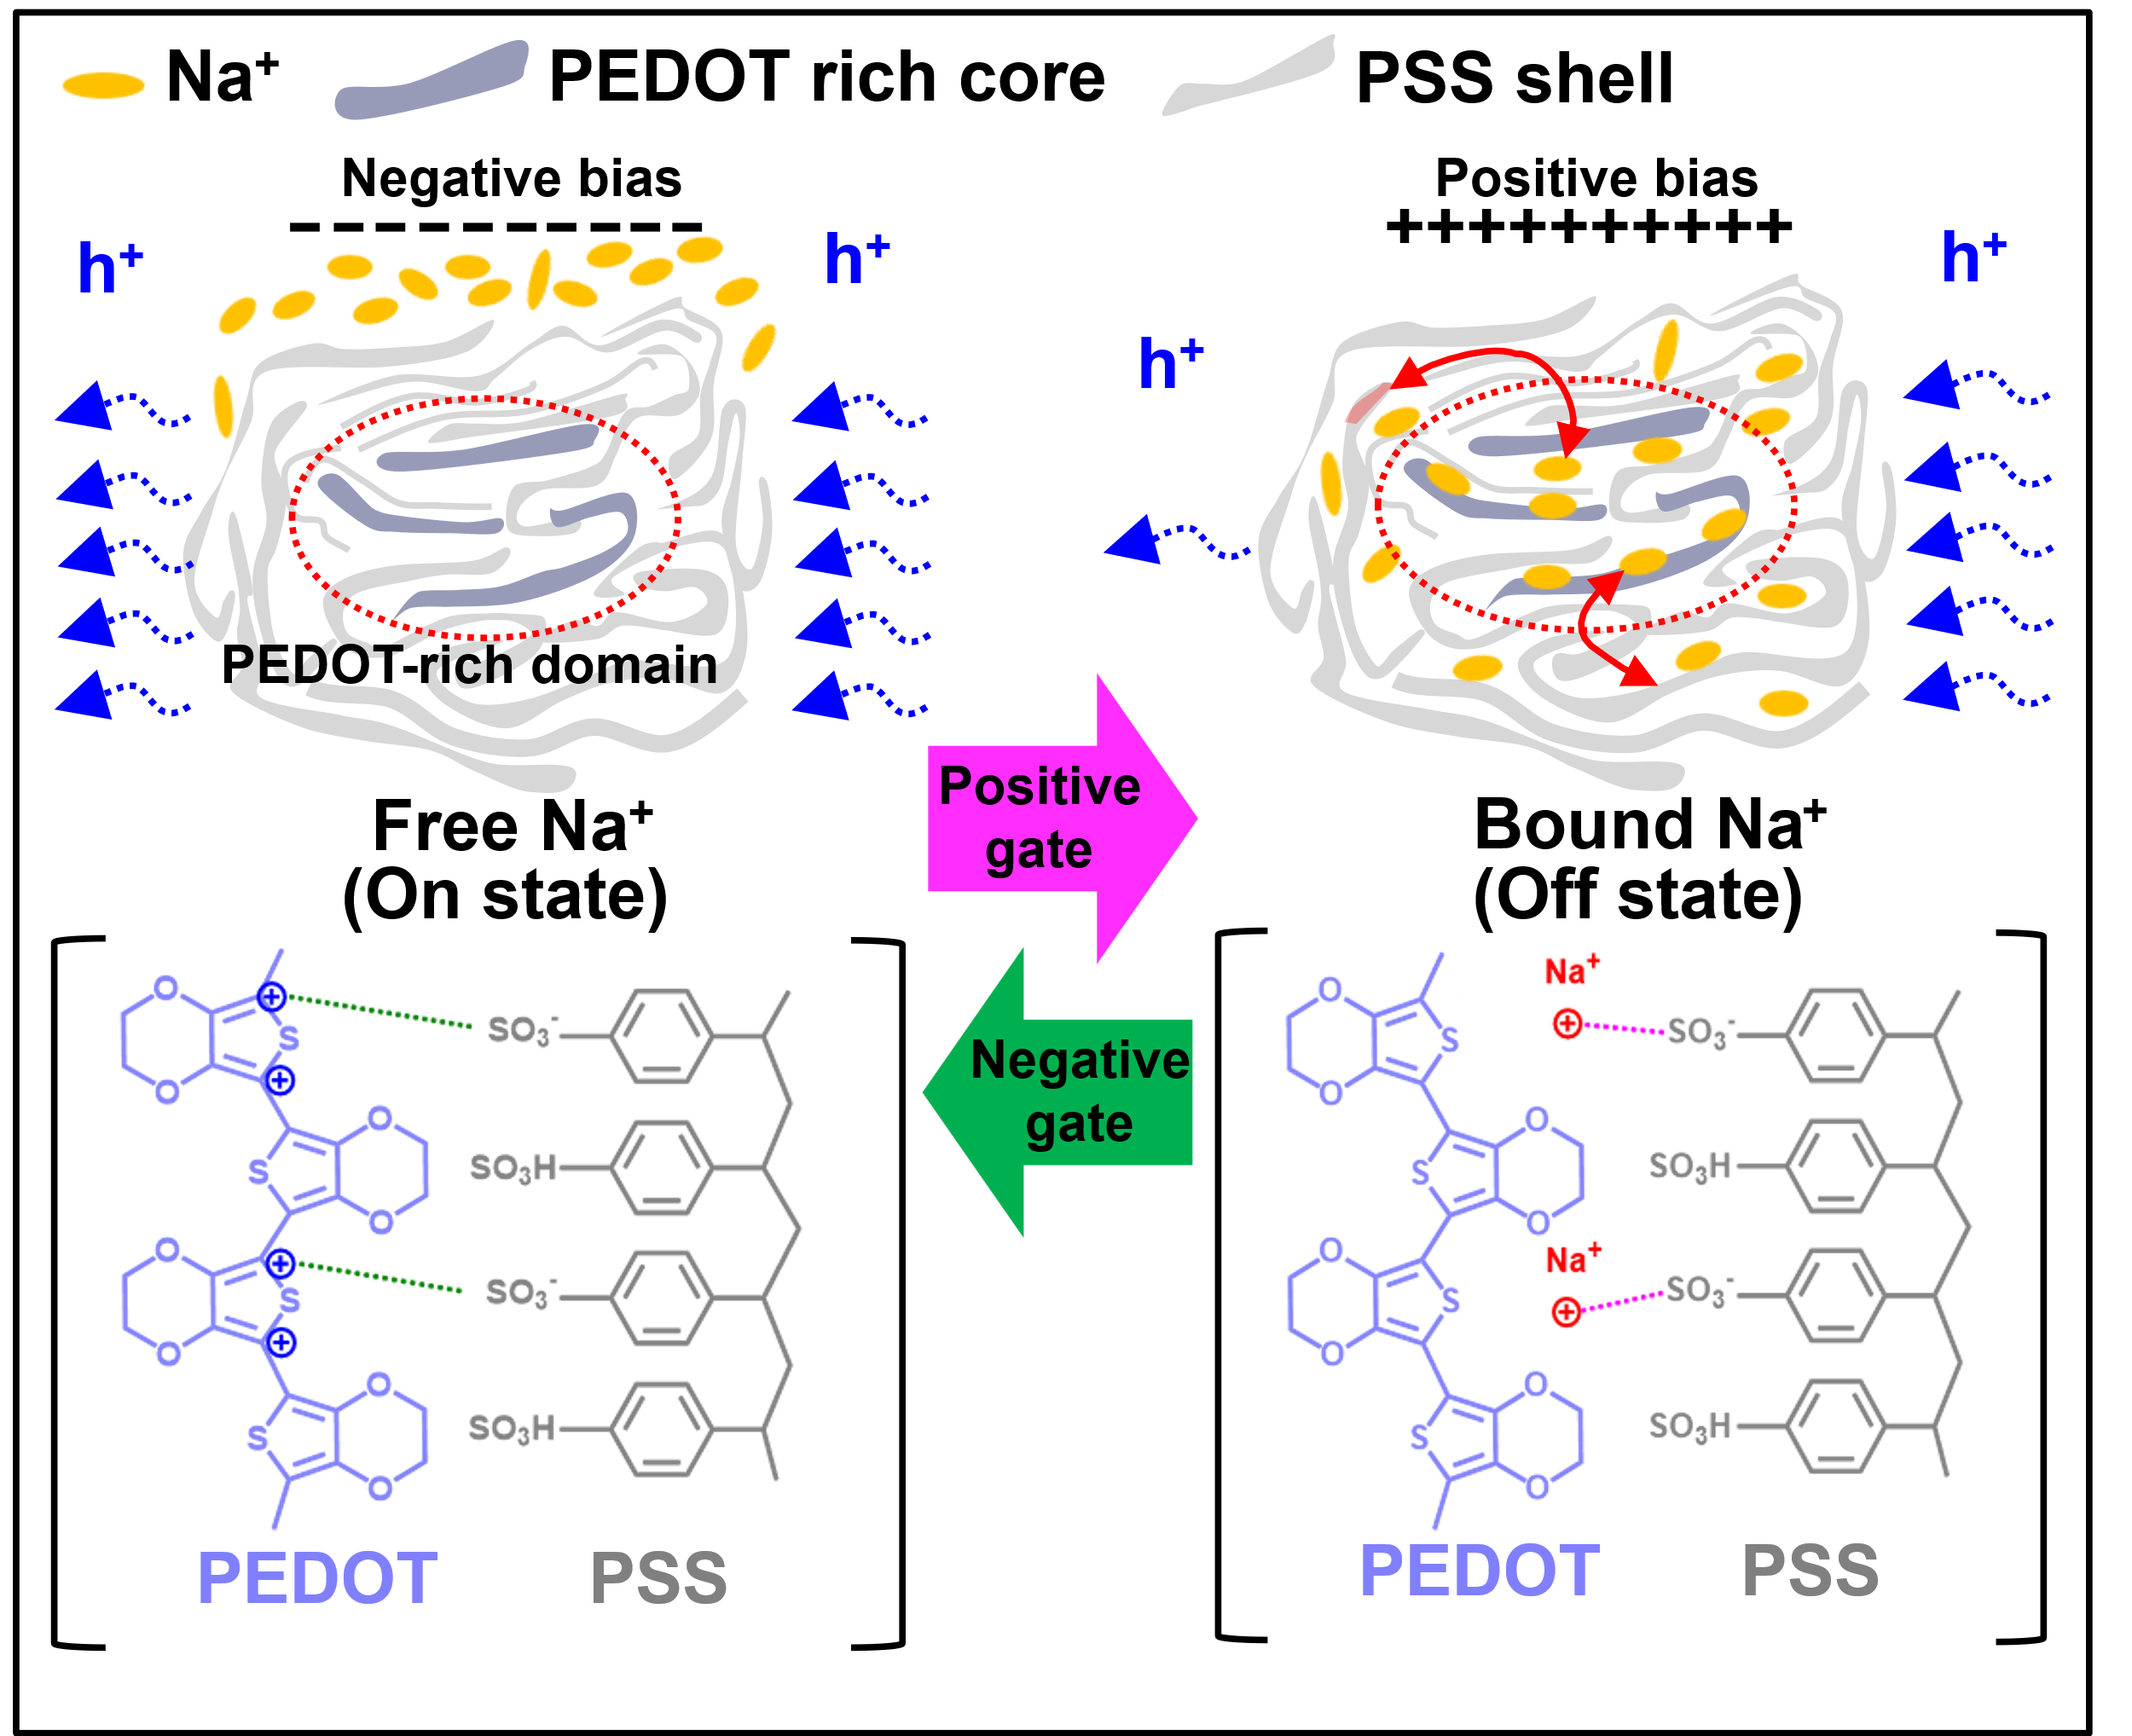 Na⁺ PEDOT rich core PSS shell
Negative bias
– – – – – – – – – –
Positive bias
++++++++++
h⁺
h⁺
h⁺
h⁺
PEDOT-rich domain
Free Na⁺
(On state)
Positive
gate
Bound Na⁺
(Off state)
Negative
gate
O
O
S
+
+
SO₃⁻
S
O
O
SO₃H
O
O
S
+
+
SO₃⁻
S
O
O
SO₃H
PEDOT
PSS
O
O
S
Na⁺
+
SO₃⁻
S
O
O
SO₃H
O
O
S
Na⁺
+
SO₃⁻
S
O
O
SO₃H
PEDOT
PSS